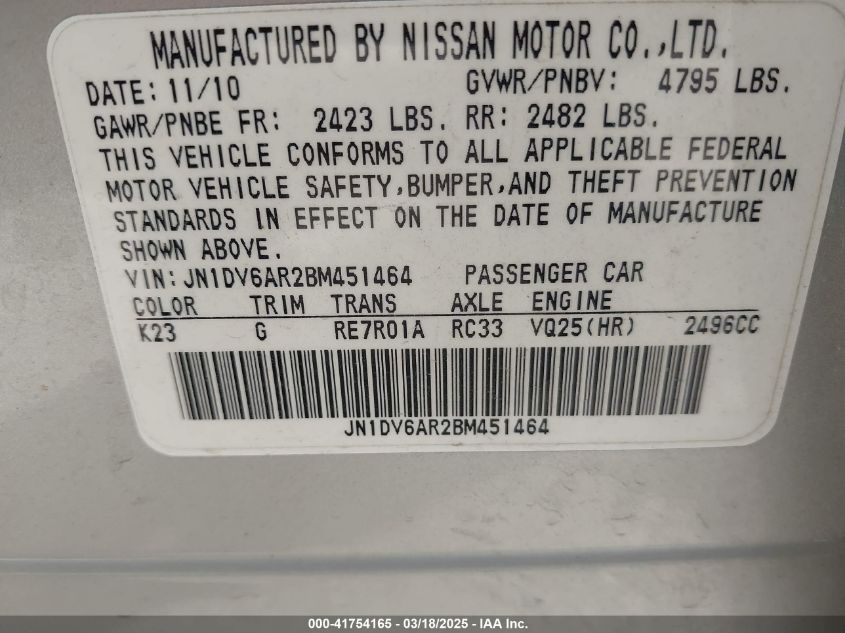 MANUFACTURED BY NISSAN MOTOR CO.,LTD.
DATE: 11/10 GVWR/PNBV: 4795 LBS.
GAWR/PNBE FR: 2423 LBS. RR: 2482 LBS.
THIS VEHICLE CONFORMS TO ALL APPLICABLE FEDERAL
MOTOR VEHICLE SAFETY,BUMPER,AND THEFT PREVENTION
STANDARDS IN EFFECT ON THE DATE OF MANUFACTURE
SHOWN ABOVE.
VIN: JN1DV6AR2BM451464 PASSENGER CAR
COLOR TRIM TRANS AXLE ENGINE
K23 G RE7R01A RC33 VQ25(HR) 2496CC
JN1DV6AR2BM451464
000-41754165 - 03/18/2025 - IAA Inc.